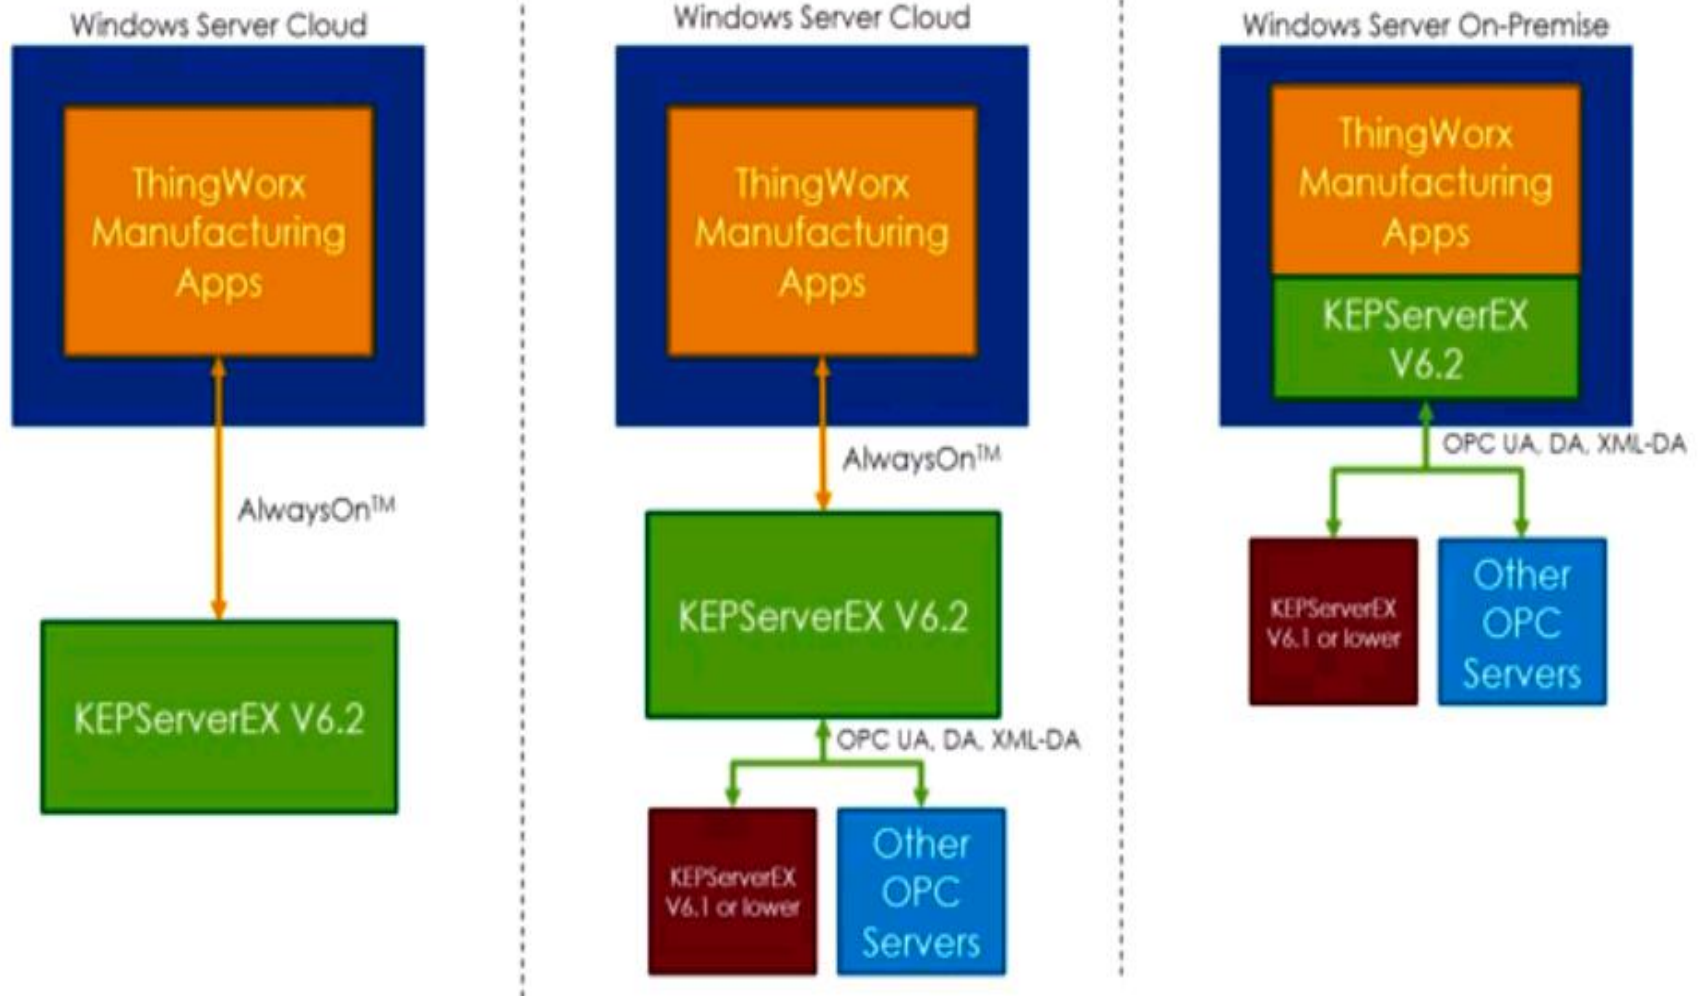 Windows Server Cloud
ThingWorx
Manufacturing
Apps
AlwaysOn™
KEPServerEX V6.2
Windows Server Cloud
ThingWorx
Manufacturing
Apps
AlwaysOn™
KEPServerEX V6.2
OPC UA, DA, XML-DA
KEPServerEX
V6.1 or lower
Other
OPC
Servers
Windows Server On-Premise
ThingWorx
Manufacturing
Apps
KEPServerEX
V6.2
OPC UA, DA, XML-DA
KEPServerEX
V6.1 or lower
Other
OPC
Servers